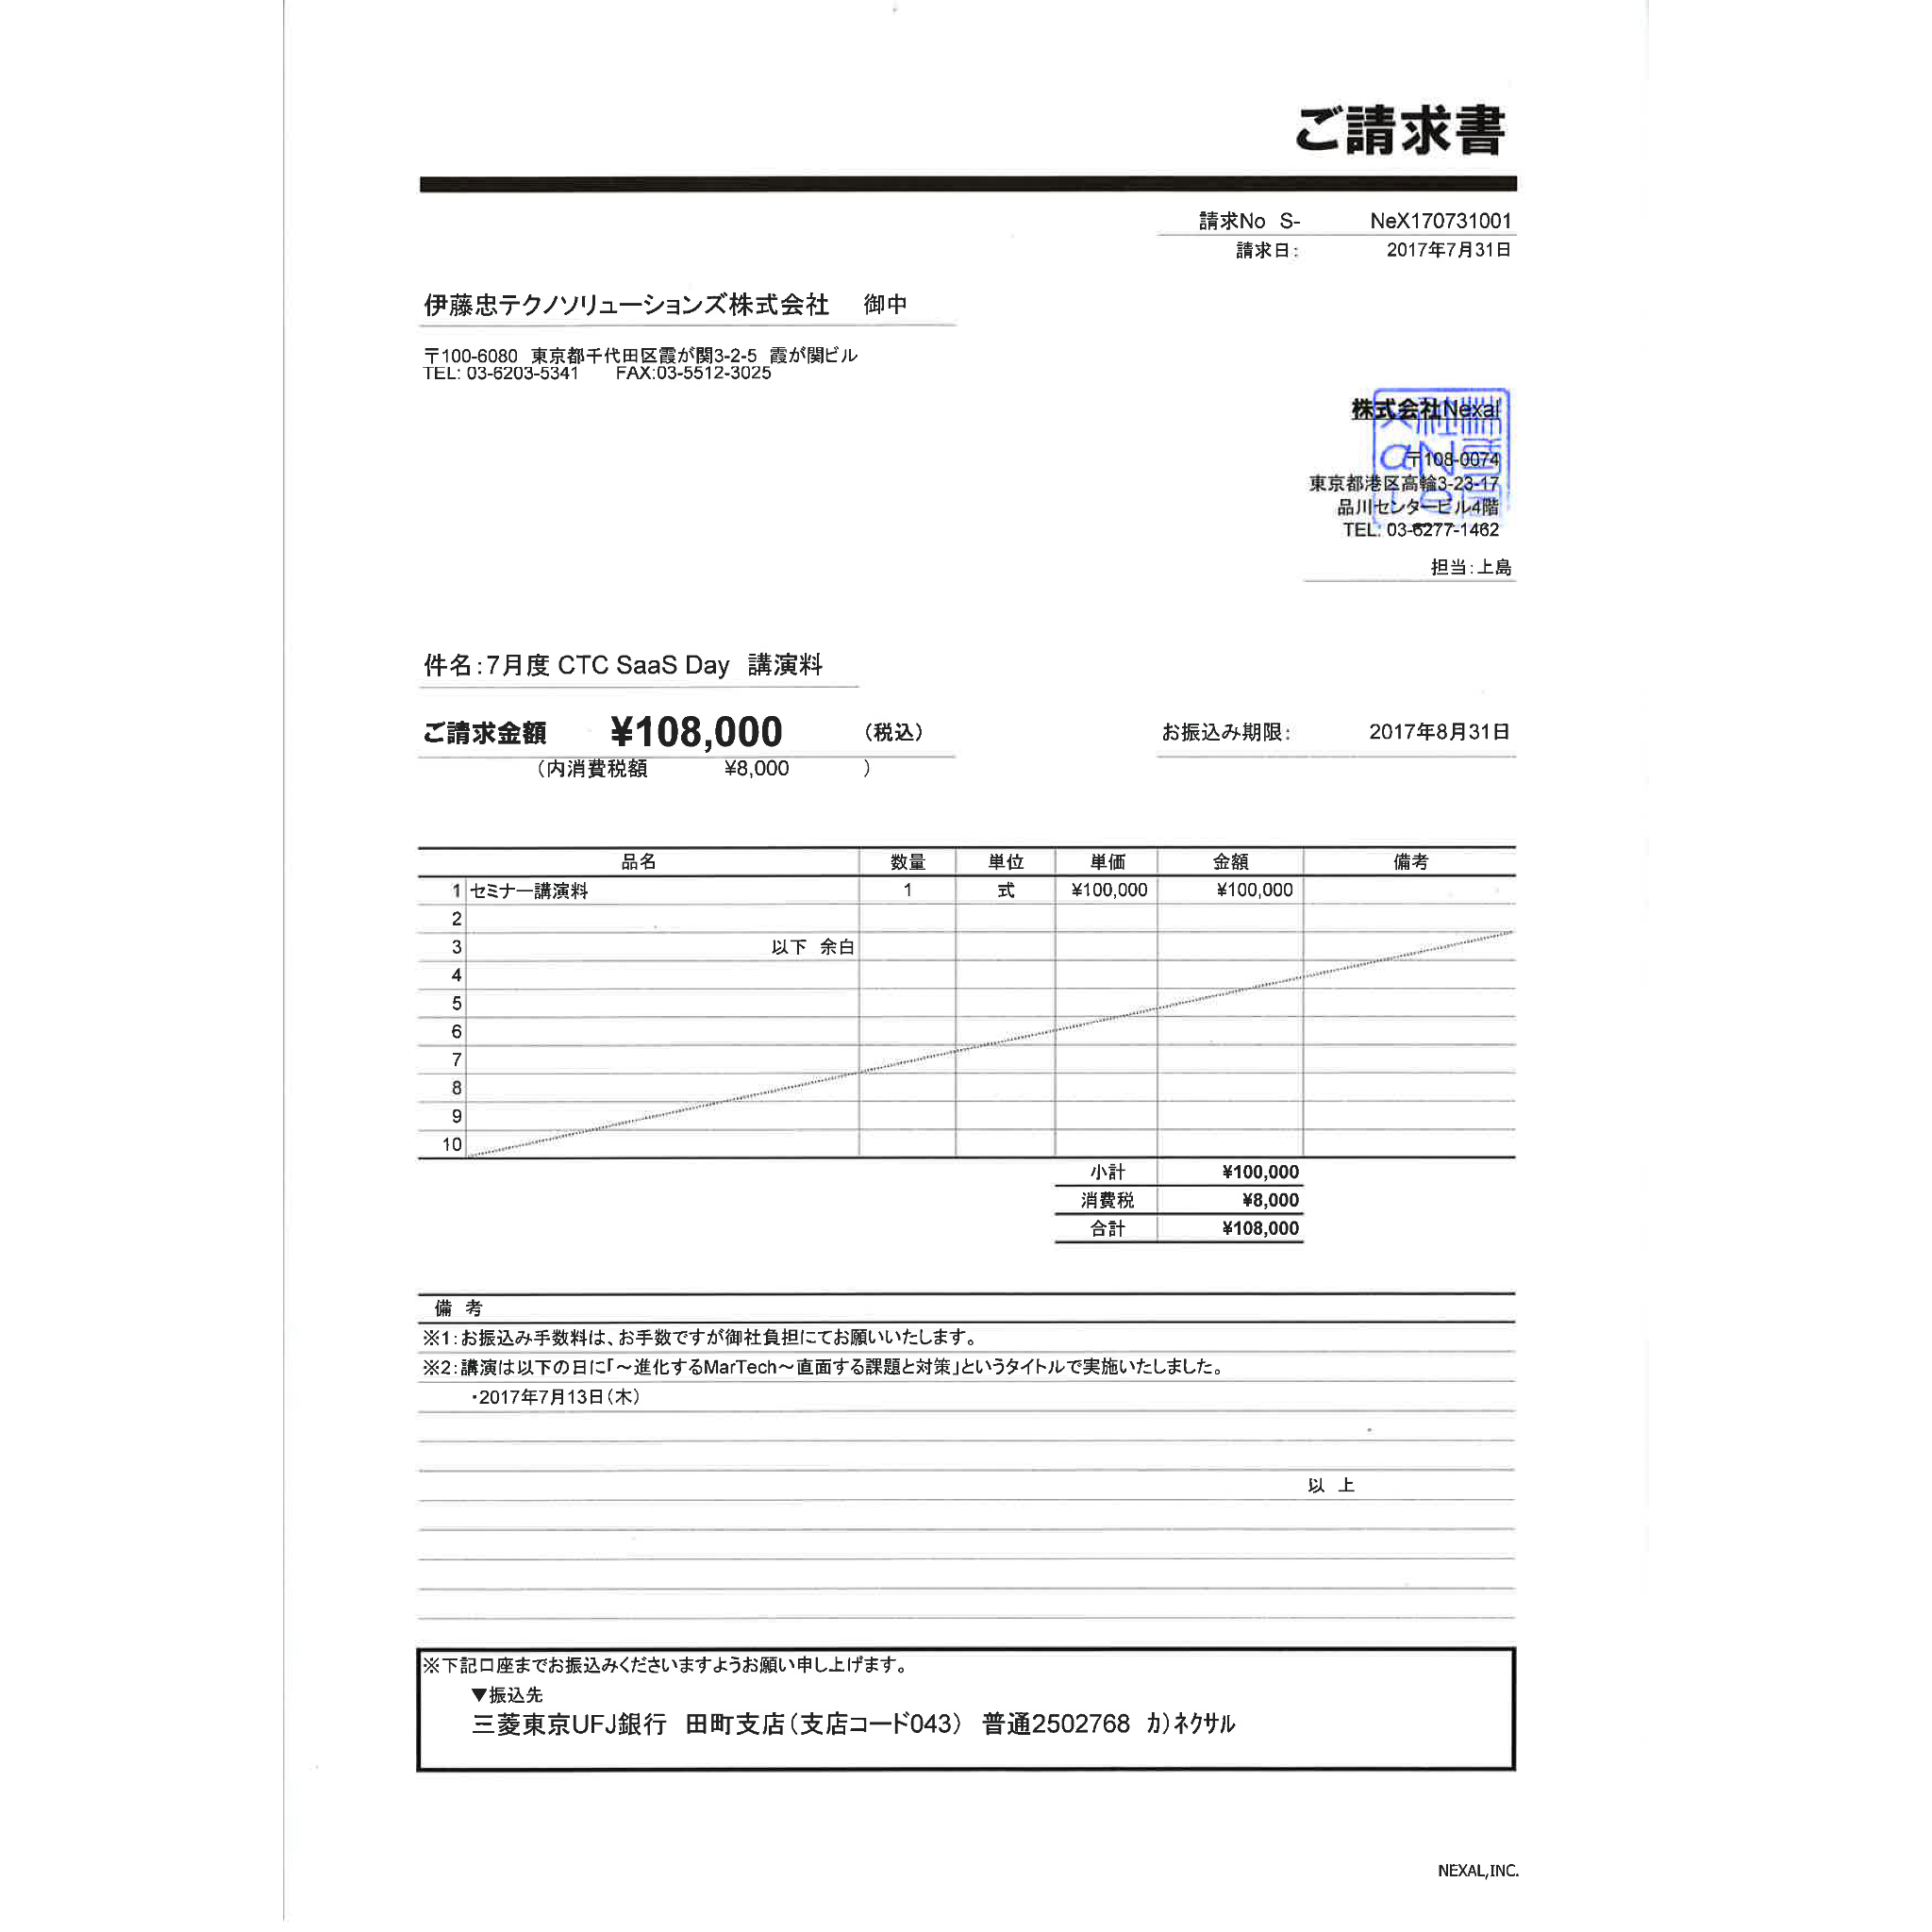 ご請求書
請求No S- NeX170731001
請求日: 2017年7月31日
伊藤忠テクノソリューションズ株式会社 御中
〒100-6080 東京都千代田区霞が関3-2-5 霞が関ビル
TEL: 03-6203-5341 FAX:03-5512-3025
株式会社Nexal
〒108-0074
東京都港区高輪3-23-17
品川センタービル4階
TEL: 03-6277-1462
担当:上島
件名:7月度 CTC SaaS Day 講演料
ご請求金額 ¥108,000 (税込) お振込み期限: 2017年8月31日
(内消費税額 ¥8,000 )
品名 数量 単位 単価 金額 備考
1 セミナー講演料 1 式 ¥100,000 ¥100,000
2
3 以下 余白
4
5
6
7
8
9
10
小計 ¥100,000
消費税 ¥8,000
合計 ¥108,000
備 考
※1:お振込み手数料は、お手数ですが御社負担にてお願いいたします。
※2:講演は以下の日に「～進化するMarTech～直面する課題と対策」というタイトルで実施いたしました。
・2017年7月13日(木)
以 上
※下記口座までお振込みくださいますようお願い申し上げます。
▼振込先
三菱東京UFJ銀行 田町支店(支店コード043) 普通2502768 カ)ネクサル
NEXAL,INC.